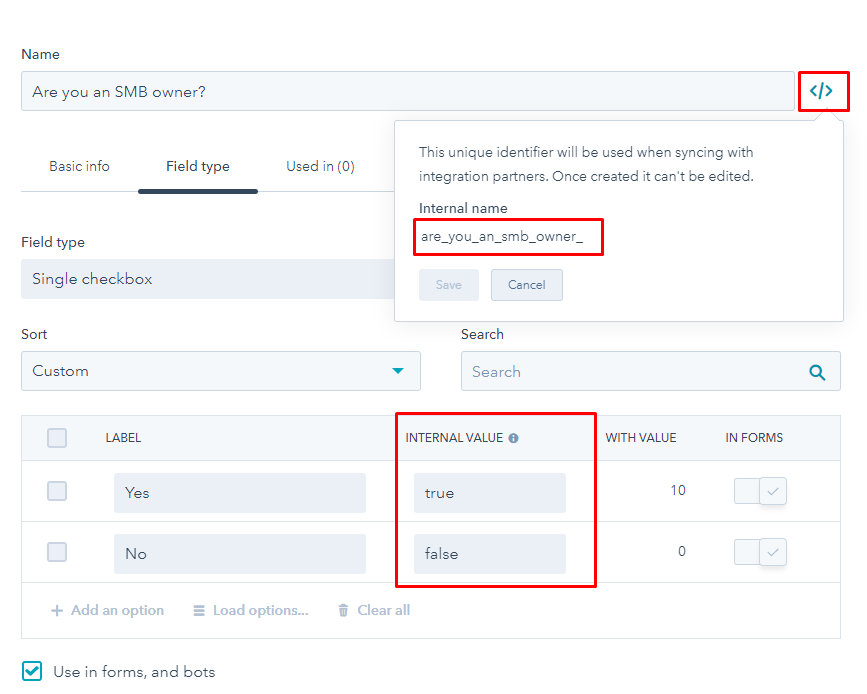 Name
Are you an SMB owner?
</>
Basic info Field type Used in (0)
This unique identifier will be used when syncing with
integration partners. Once created it can't be edited.
Internal name
are_you_an_smb_owner_
Save Cancel
Field type
Single checkbox
Sort Search
Custom Search
LABEL INTERNAL VALUE WITH VALUE IN FORMS
Yes true 10
No false 0
+ Add an option Load options... Clear all
Use in forms, and bots